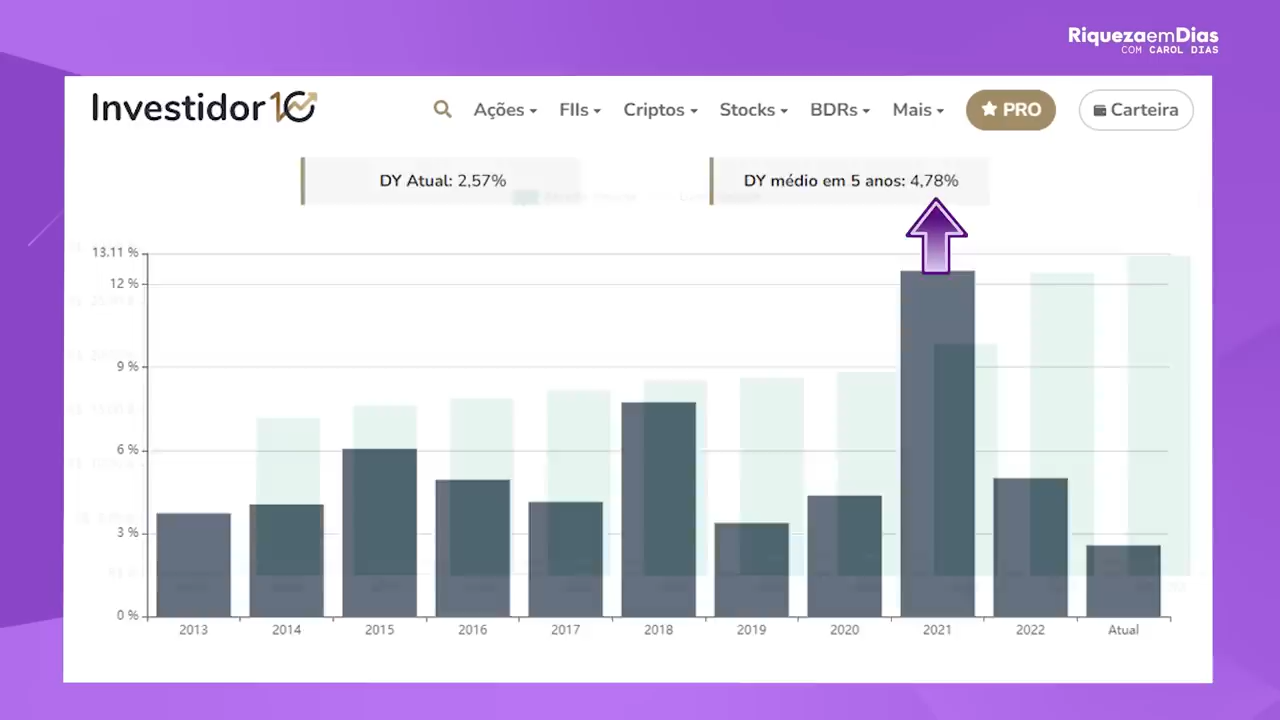 RiquezaemDias
COM CAROL DIAS
Investidor10
Ações
FIIs
Criptos
Stocks
BDRs
Mais
PRO
Carteira
DY Atual: 2,57%
DY médio em 5 anos: 4,78%
13.11 %
12 %
9 %
6 %
3 %
0 %
2013
2014
2015
2016
2017
2018
2019
2020
2021
2022
Atual